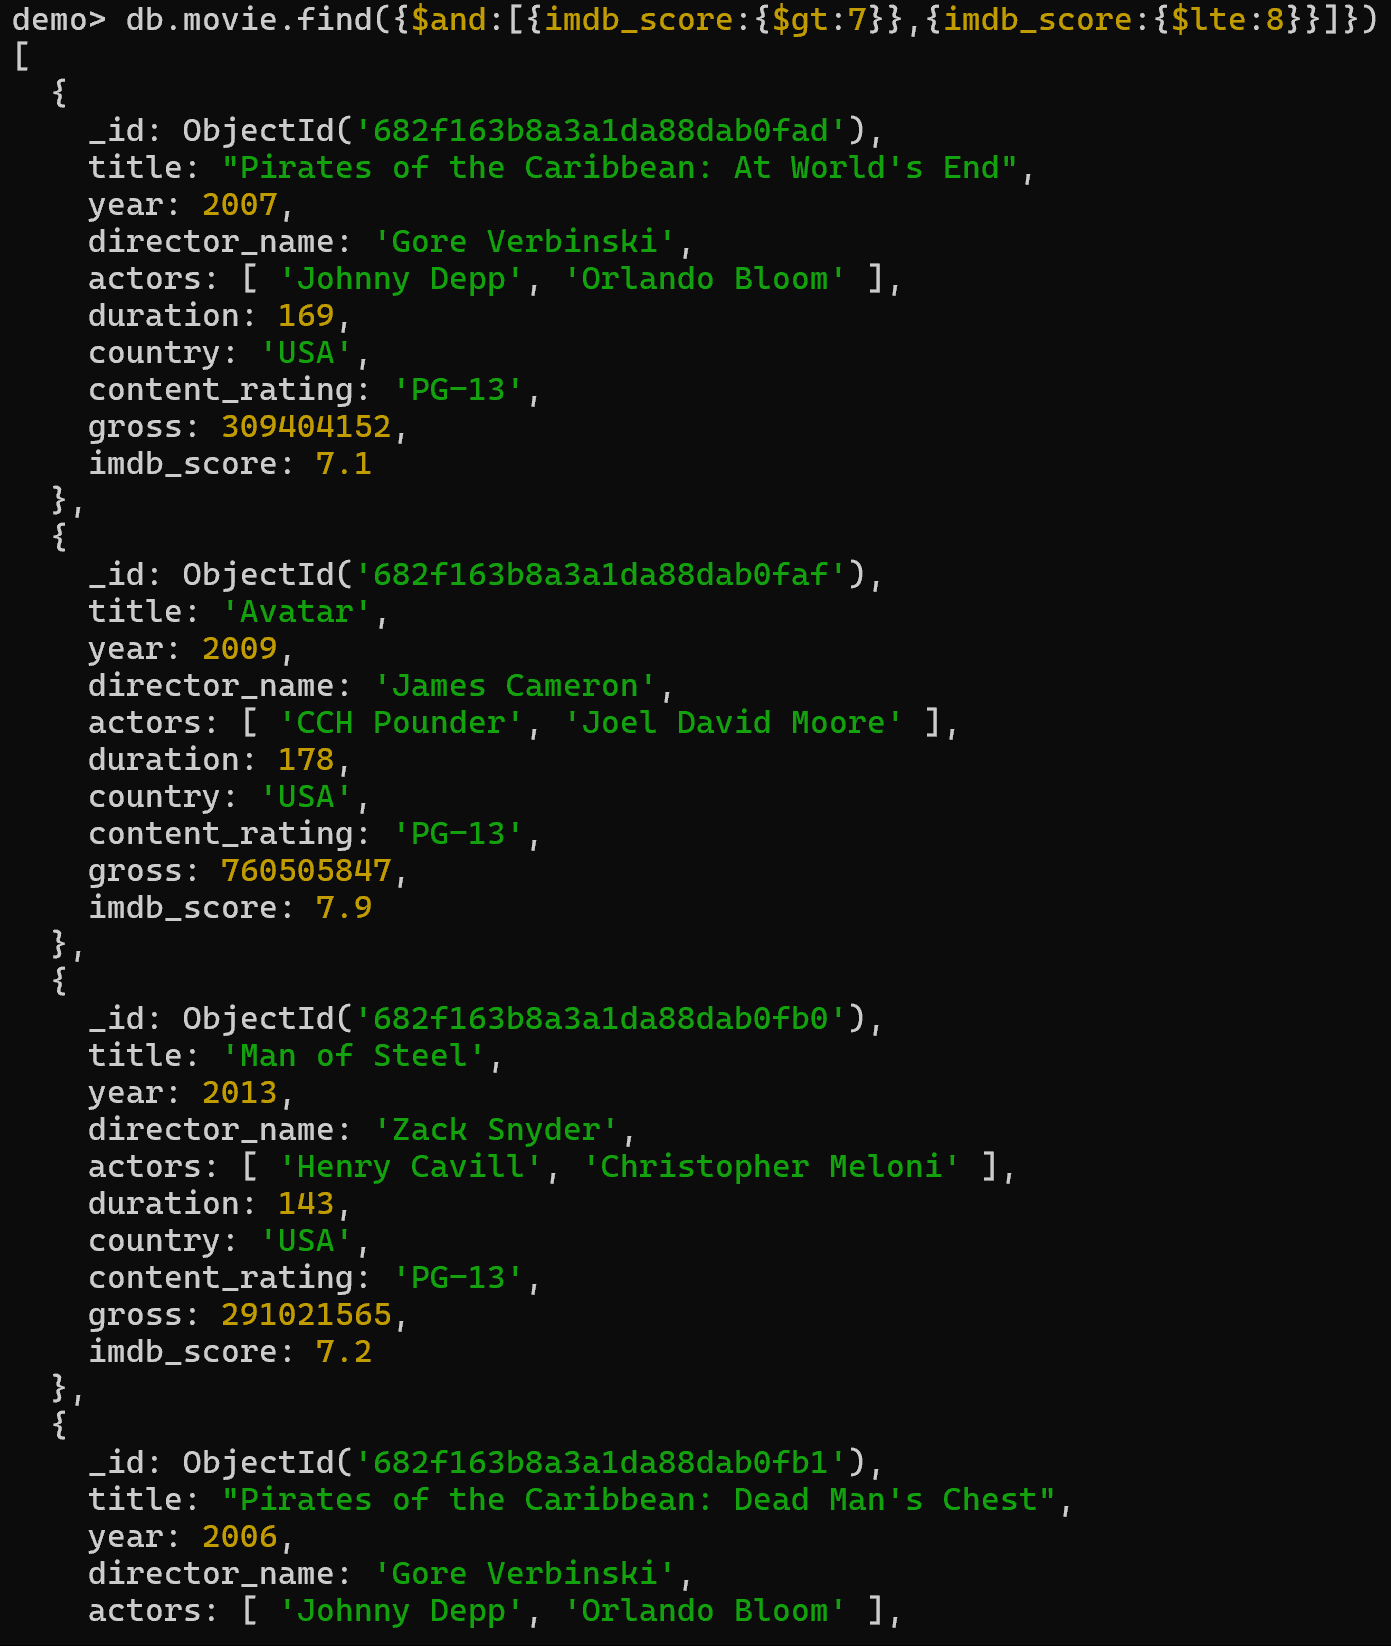 demo> db.movie.find({$and:[{imdb_score:{$gt:7}},{imdb_score:{$lte:8}}]})
[
  {
    _id: ObjectId('682f163b8a3a1da88dab0fad'),
    title: "Pirates of the Caribbean: At World's End",
    year: 2007,
    director_name: 'Gore Verbinski',
    actors: [ 'Johnny Depp', 'Orlando Bloom' ],
    duration: 169,
    country: 'USA',
    content_rating: 'PG-13',
    gross: 309404152,
    imdb_score: 7.1
  },
  {
    _id: ObjectId('682f163b8a3a1da88dab0faf'),
    title: 'Avatar',
    year: 2009,
    director_name: 'James Cameron',
    actors: [ 'CCH Pounder', 'Joel David Moore' ],
    duration: 178,
    country: 'USA',
    content_rating: 'PG-13',
    gross: 760505847,
    imdb_score: 7.9
  },
  {
    _id: ObjectId('682f163b8a3a1da88dab0fb0'),
    title: 'Man of Steel',
    year: 2013,
    director_name: 'Zack Snyder',
    actors: [ 'Henry Cavill', 'Christopher Meloni' ],
    duration: 143,
    country: 'USA',
    content_rating: 'PG-13',
    gross: 291021565,
    imdb_score: 7.2
  },
  {
    _id: ObjectId('682f163b8a3a1da88dab0fb1'),
    title: "Pirates of the Caribbean: Dead Man's Chest",
    year: 2006,
    director_name: 'Gore Verbinski',
    actors: [ 'Johnny Depp', 'Orlando Bloom' ],